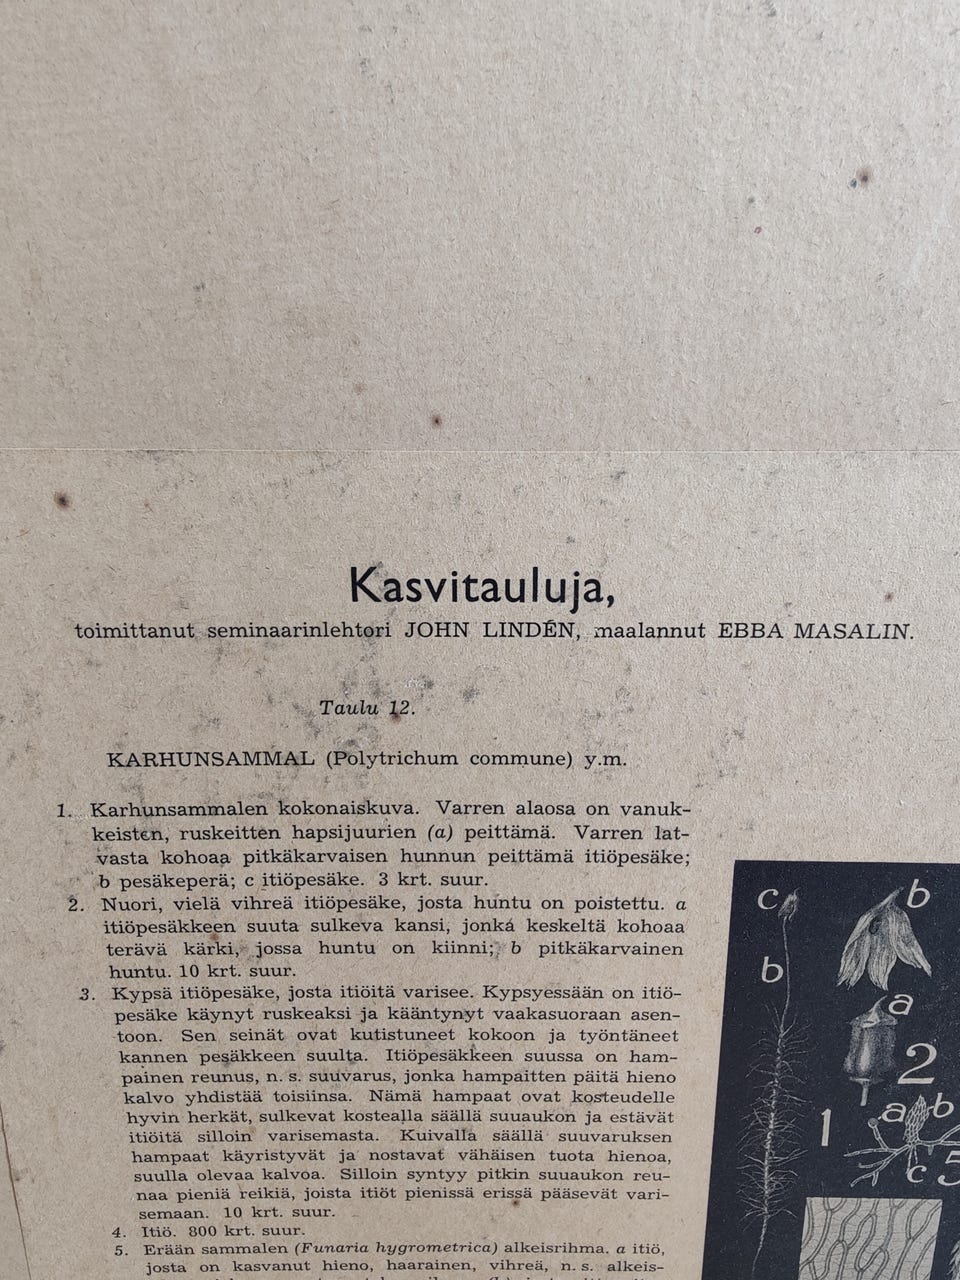 Kasvitauluja,
toimittanut seminaarinlehtori JOHN LINDÉN, maalannut EBBA MASALIN.
Taulu 12.
KARHUNSAMMAL (Polytrichum commune) y.m.
1. Karhunsammalen kokonaiskuva. Varren alaosa on vanuk-
keisten, ruskeitten hapsijuurien (a) peittämä. Varren lat-
vasta kohoaa pitkäkarvaisen hunnun peittämä itiöpesäke;
b pesäkeperä; c itiöpesäke. 3 krt. suur.
2. Nuori, vielä vihreä itiöpesäke, josta huntu on poistettu. a
itiöpesäkkeen suuta sulkeva kansi, jonka keskeltä kohoaa
terävä kärki, jossa huntu on kiinni; b pitkäkarvainen
huntu. 10 krt. suur.
3. Kypsä itiöpesäke, josta itiöitä varisee. Kypsyessään on itiö-
pesäke käynyt ruskeaksi ja kääntynyt vaakasuoraan asen-
toon. Sen seinät ovat kutistuneet kokoon ja työntäneet
kannen pesäkkeen suulta. Itiöpesäkkeen suussa on ham-
painen reunus, n. s. suuvarus, jonka hampaitten päitä hieno
kalvo yhdistää toisiinsa. Nämä hampaat ovat kosteudelle
hyvin herkät, sulkevat kostealla säällä suuaukon ja estävät
itiöitä silloin varisemasta. Kuivalla säällä suuvaruksen
hampaat käyristyvät ja nostavat vähäisen tuota hienoa,
suulla olevaa kalvoa. Silloin syntyy pitkin suuaukon reu-
naa pieniä reikiä, joista itiöt pienissä erissä pääsevät vari-
semaan. 10 krt. suur.
4. Itiö. 800 krt. suur.
5. Erään sammalen (Funaria hygrometrica) alkeisrihma. a itiö,
josta on kasvanut hieno, haarainen, vihreä, n. s. alkeis-
c
b
b
a
2
1
a
b
c
5